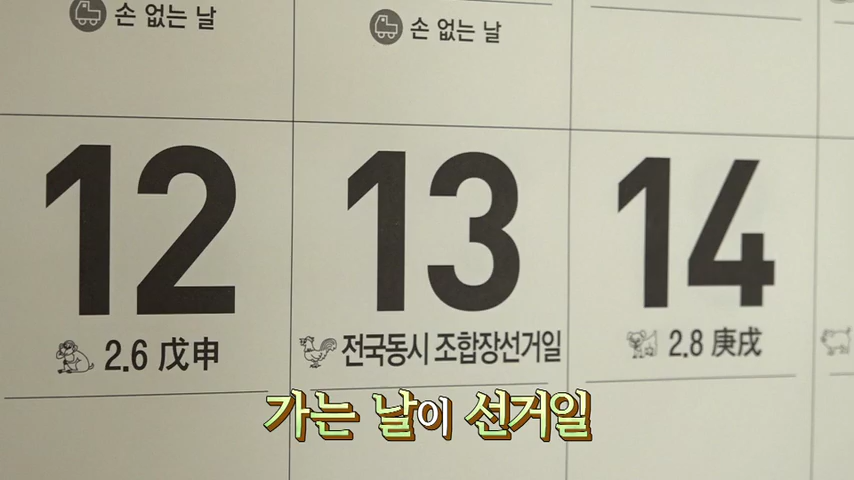 손 없는 날
손 없는 날
12
13
14
2.6 戊申
전국동시 조합장선거일
2.8 庚戌
가는 날이 선거일